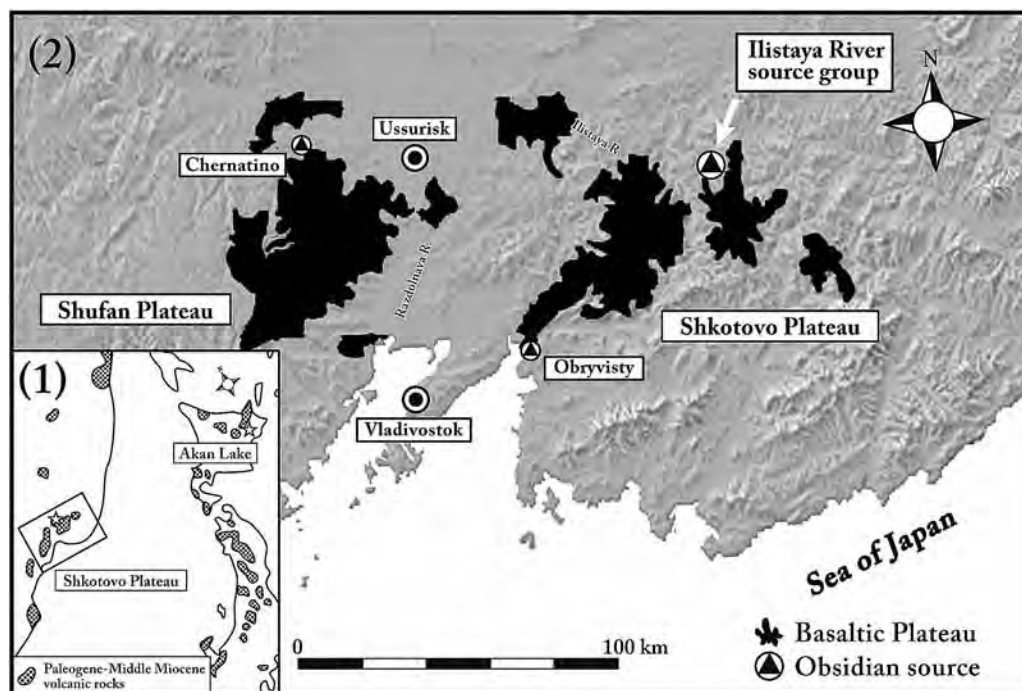 (2)
Ilistaya River
source group
N
Ussurisk
Ilistaya R.
Chernatino
Razdolnava R.
Shufan Plateau
Shkotovo Plateau
Obryvisty
Vladivostok
(1)
Akan Lake
Shkotovo Plateau
Paleogene-Middle Miocene
volcanic rocks
Sea of Japan
0
100 km
Basaltic Plateau
Obsidian source